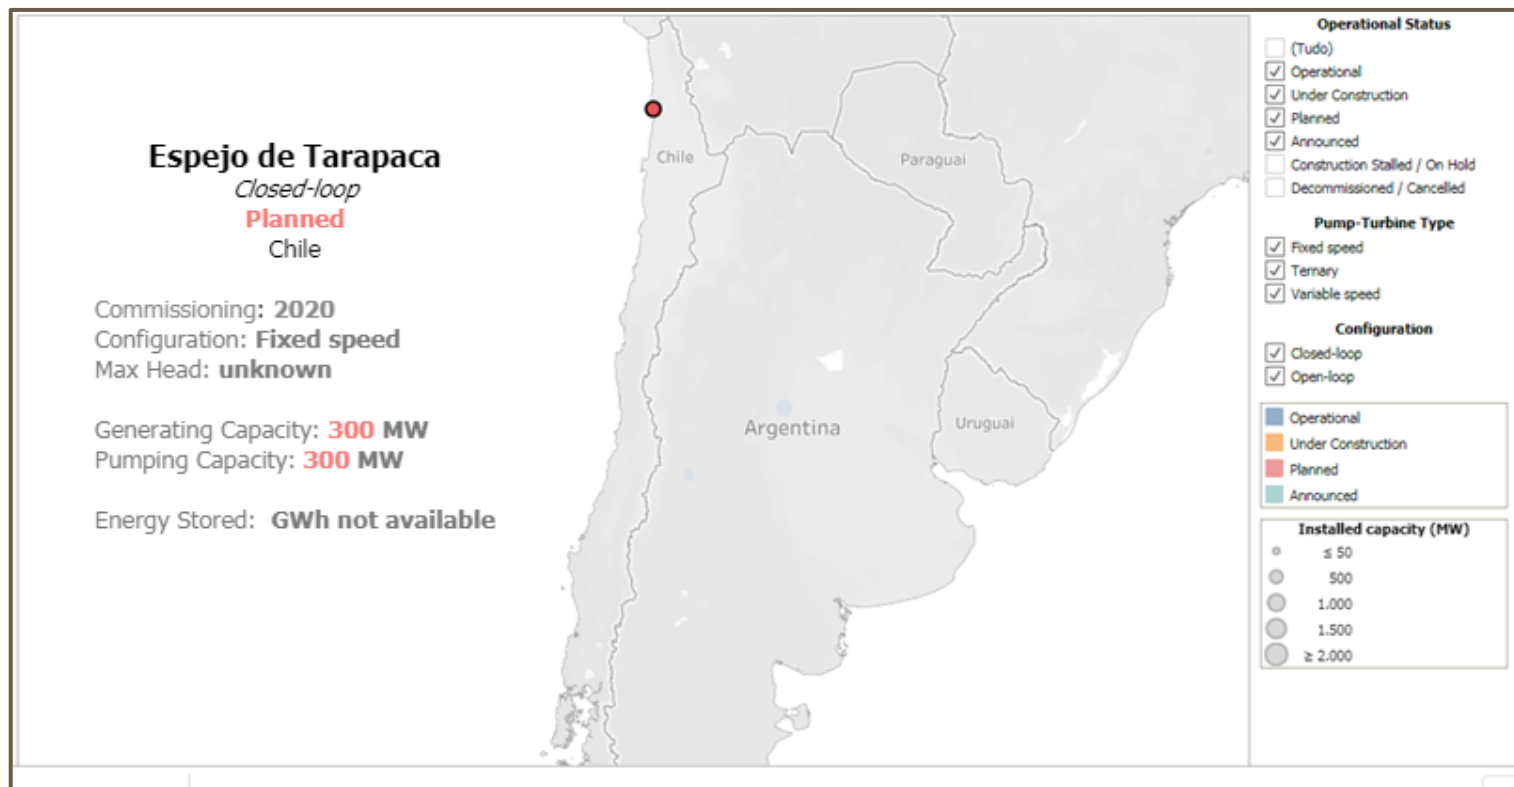 Espejo de Tarapaca
Closed-loop
Planned
Chile
Commissioning: 2020
Configuration: Fixed speed
Max Head: unknown
Generating Capacity: 300 MW
Pumping Capacity: 300 MW
Energy Stored: GWh not available
Chile
Paraguai
Argentina
Uruguai
Operational Status
(Tudo)
Operational
Under Construction
Planned
Announced
Construction Stalled / On Hold
Decommissioned / Cancelled
Pump-Turbine Type
Fixed speed
Ternary
Variable speed
Configuration
Closed-loop
Open-loop
Operational
Under Construction
Planned
Announced
Installed capacity (MW)
≤ 50
500
1.000
1.500
≥ 2.000